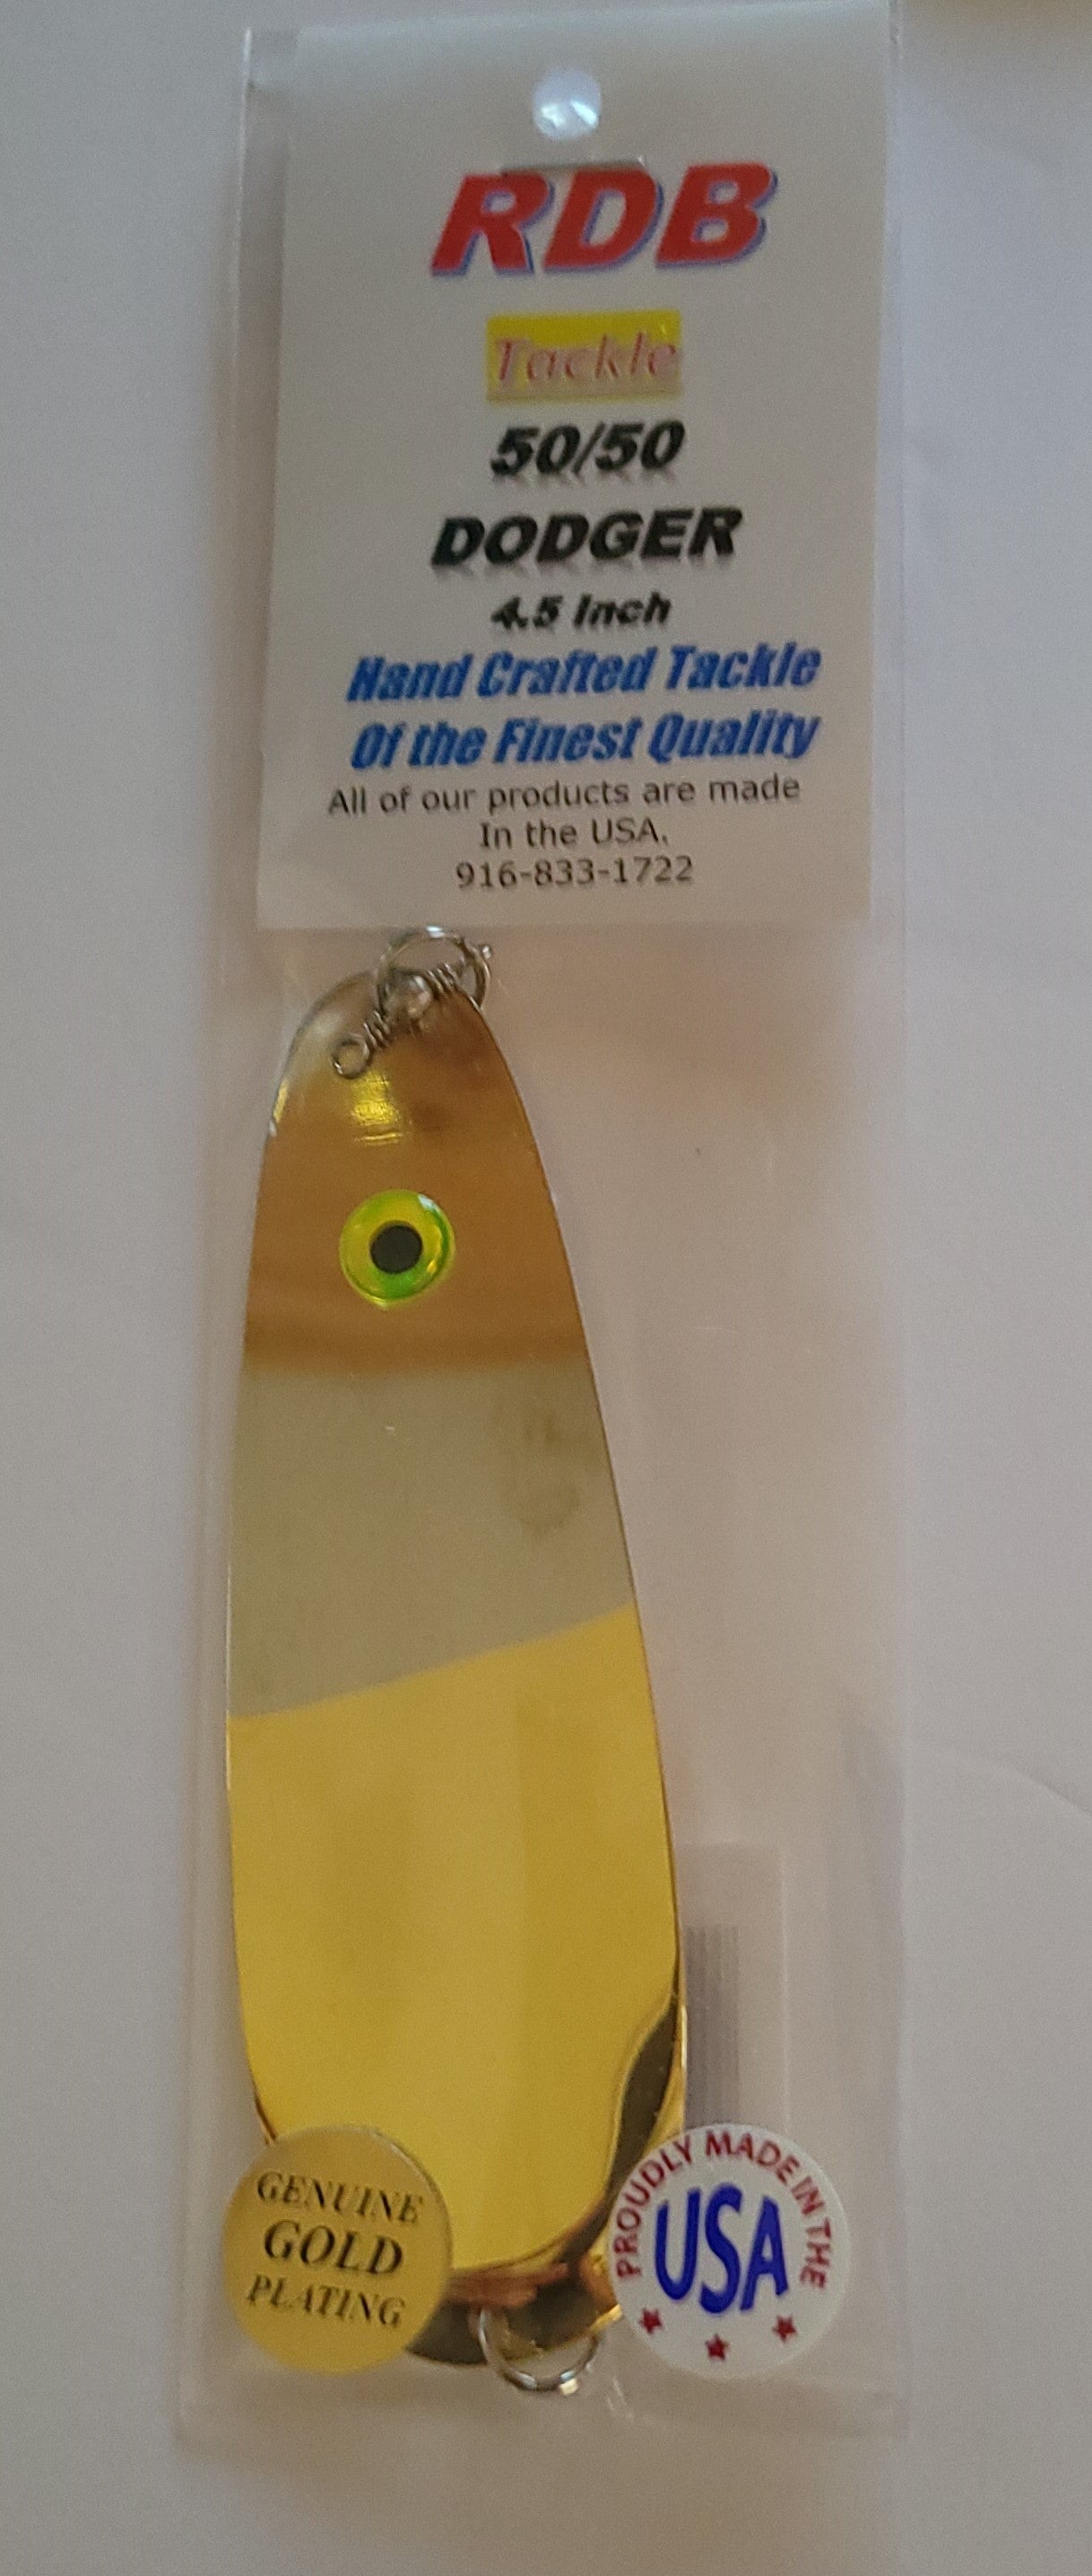 RDB
Tackle
50/50
DODGER
4.5 Inch
Hand Crafted Tackle
Of the Finest Quality
All of our products are made
In the USA.
916-833-1722
GENUINE
GOLD
PLATING
PROUDLY MADE IN THE
USA